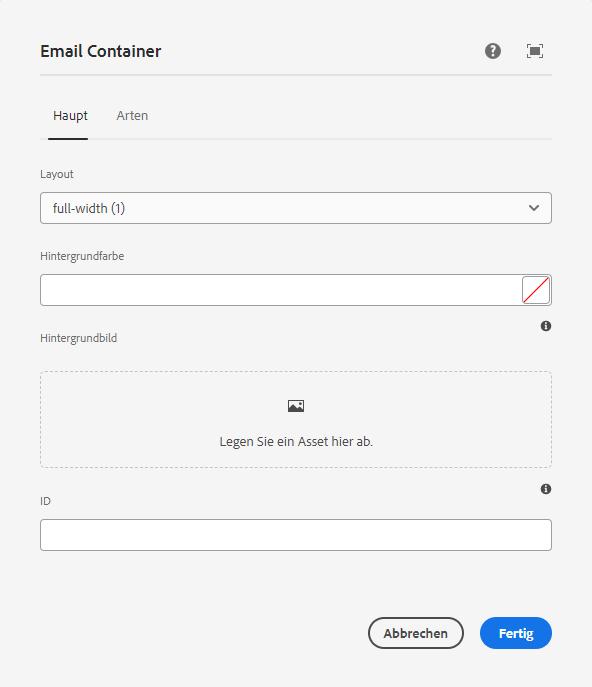 Email Container
Haupt Arten
Layout
full-width (1)
Hintergrundfarbe
Hintergrundbild
Legen Sie ein Asset hier ab.
ID
Abbrechen Fertig